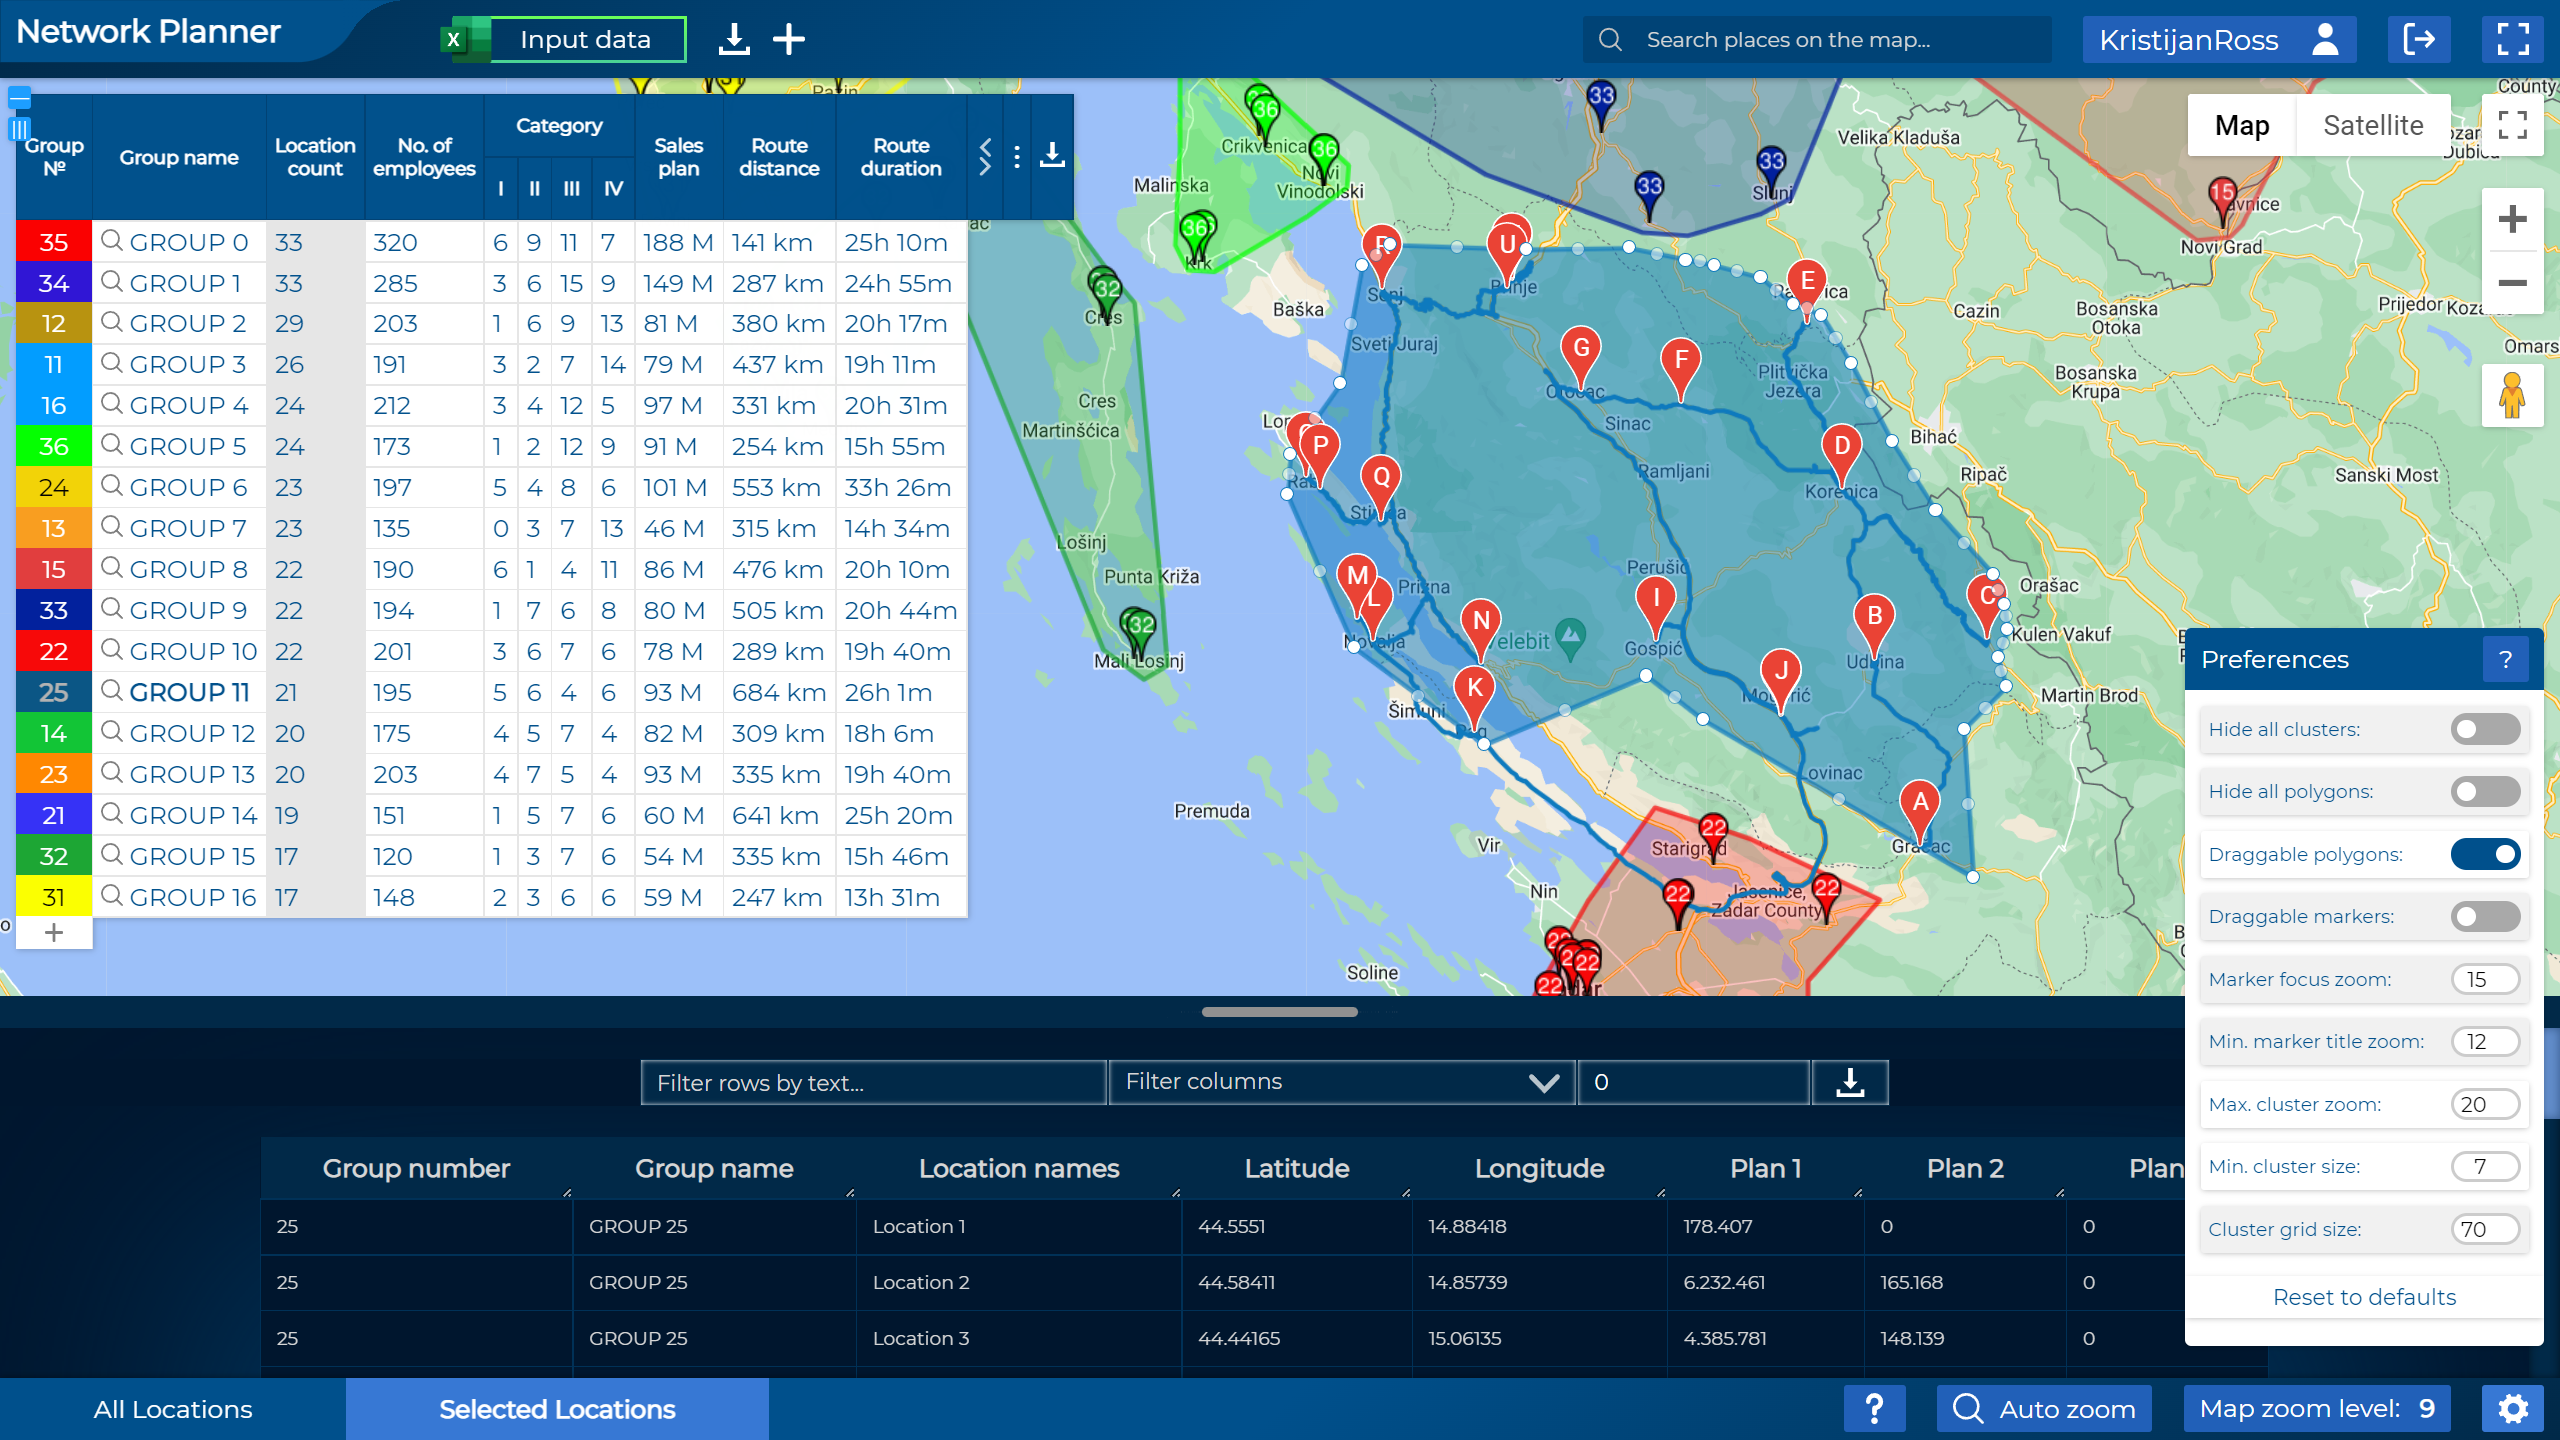 Network Planner
Input data
Search places on the map...
KristijanRoss
Group Nº
Group name
Location count
No. of employees
Category
I II III IV
Sales plan
Route distance
Route duration
35 GROUP 0 33 320 6 9 11 7 188 M 141 km 25h 10m
34 GROUP 1 33 285 3 6 15 9 149 M 287 km 24h 55m
12 GROUP 2 29 203 1 6 9 13 81 M 380 km 20h 17m
11 GROUP 3 26 191 3 2 7 14 79 M 437 km 19h 11m
16 GROUP 4 24 212 3 4 12 5 97 M 331 km 20h 31m
36 GROUP 5 24 173 1 2 12 9 91 M 254 km 15h 55m
24 GROUP 6 23 197 5 4 8 6 101 M 553 km 33h 26m
13 GROUP 7 23 135 0 3 7 13 46 M 315 km 14h 34m
15 GROUP 8 22 190 6 1 4 11 86 M 476 km 20h 10m
33 GROUP 9 22 194 1 7 6 8 80 M 505 km 20h 44m
22 GROUP 10 22 201 3 6 7 6 78 M 289 km 19h 40m
25 GROUP 11 21 195 5 6 4 6 93 M 684 km 26h 1m
14 GROUP 12 20 175 4 5 7 4 82 M 309 km 18h 6m
23 GROUP 13 20 203 4 7 5 4 93 M 335 km 19h 40m
21 GROUP 14 19 151 1 5 7 6 60 M 641 km 25h 20m
32 GROUP 15 17 120 1 3 7 6 54 M 335 km 15h 46m
31 GROUP 16 17 148 2 3 6 6 59 M 247 km 13h 31m
+
Map
Satellite
County
Crikvenica
36
36
Novi Vinodolski
Malinska
36
Krk
Baška
32
Cres
Cres
Martinšćica
Lošinj
Punta Križa
32
Mali Lošinj
Premuda
33
33
33
Slunj
Velika Kladuša
15
Novi Grad
Prijedor
Cazin
Bosanska Otoka
Bosanska Krupa
Omars
Sanski Most
Bihać
Ripač
Orašac
Kulen Vakuf
Martin Brod
Senj
U
E
Sveti Juraj
G
F
Plitvička Jezera
Otočac
Sinac
Ramljani
D
Korenica
P
Q
M
L
Prizna
Novalja
N
K
Šimuni
Velebit
Perušić
I
Gospić
J
B
C
Udbina
Lovinac
A
Gračac
Vir
Nin
22
Starigrad
22
22
Jasenice, Zadar County
22
22
Soline
Preferences
?
Hide all clusters:
Hide all polygons:
Draggable polygons:
Draggable markers:
Marker focus zoom: 15
Min. marker title zoom: 12
Max. cluster zoom: 20
Min. cluster size: 7
Cluster grid size: 70
Reset to defaults
Filter rows by text...
Filter columns
0
Group number Group name Location names Latitude Longitude Plan 1 Plan 2 Plan
25 GROUP 25 Location 1 44.5551 14.88418 178.407 0 0
25 GROUP 25 Location 2 44.58411 14.85739 6.232.461 165.168 0
25 GROUP 25 Location 3 44.44165 15.06135 4.385.781 148.139 0
All Locations
Selected Locations
?
Auto zoom
Map zoom level: 9